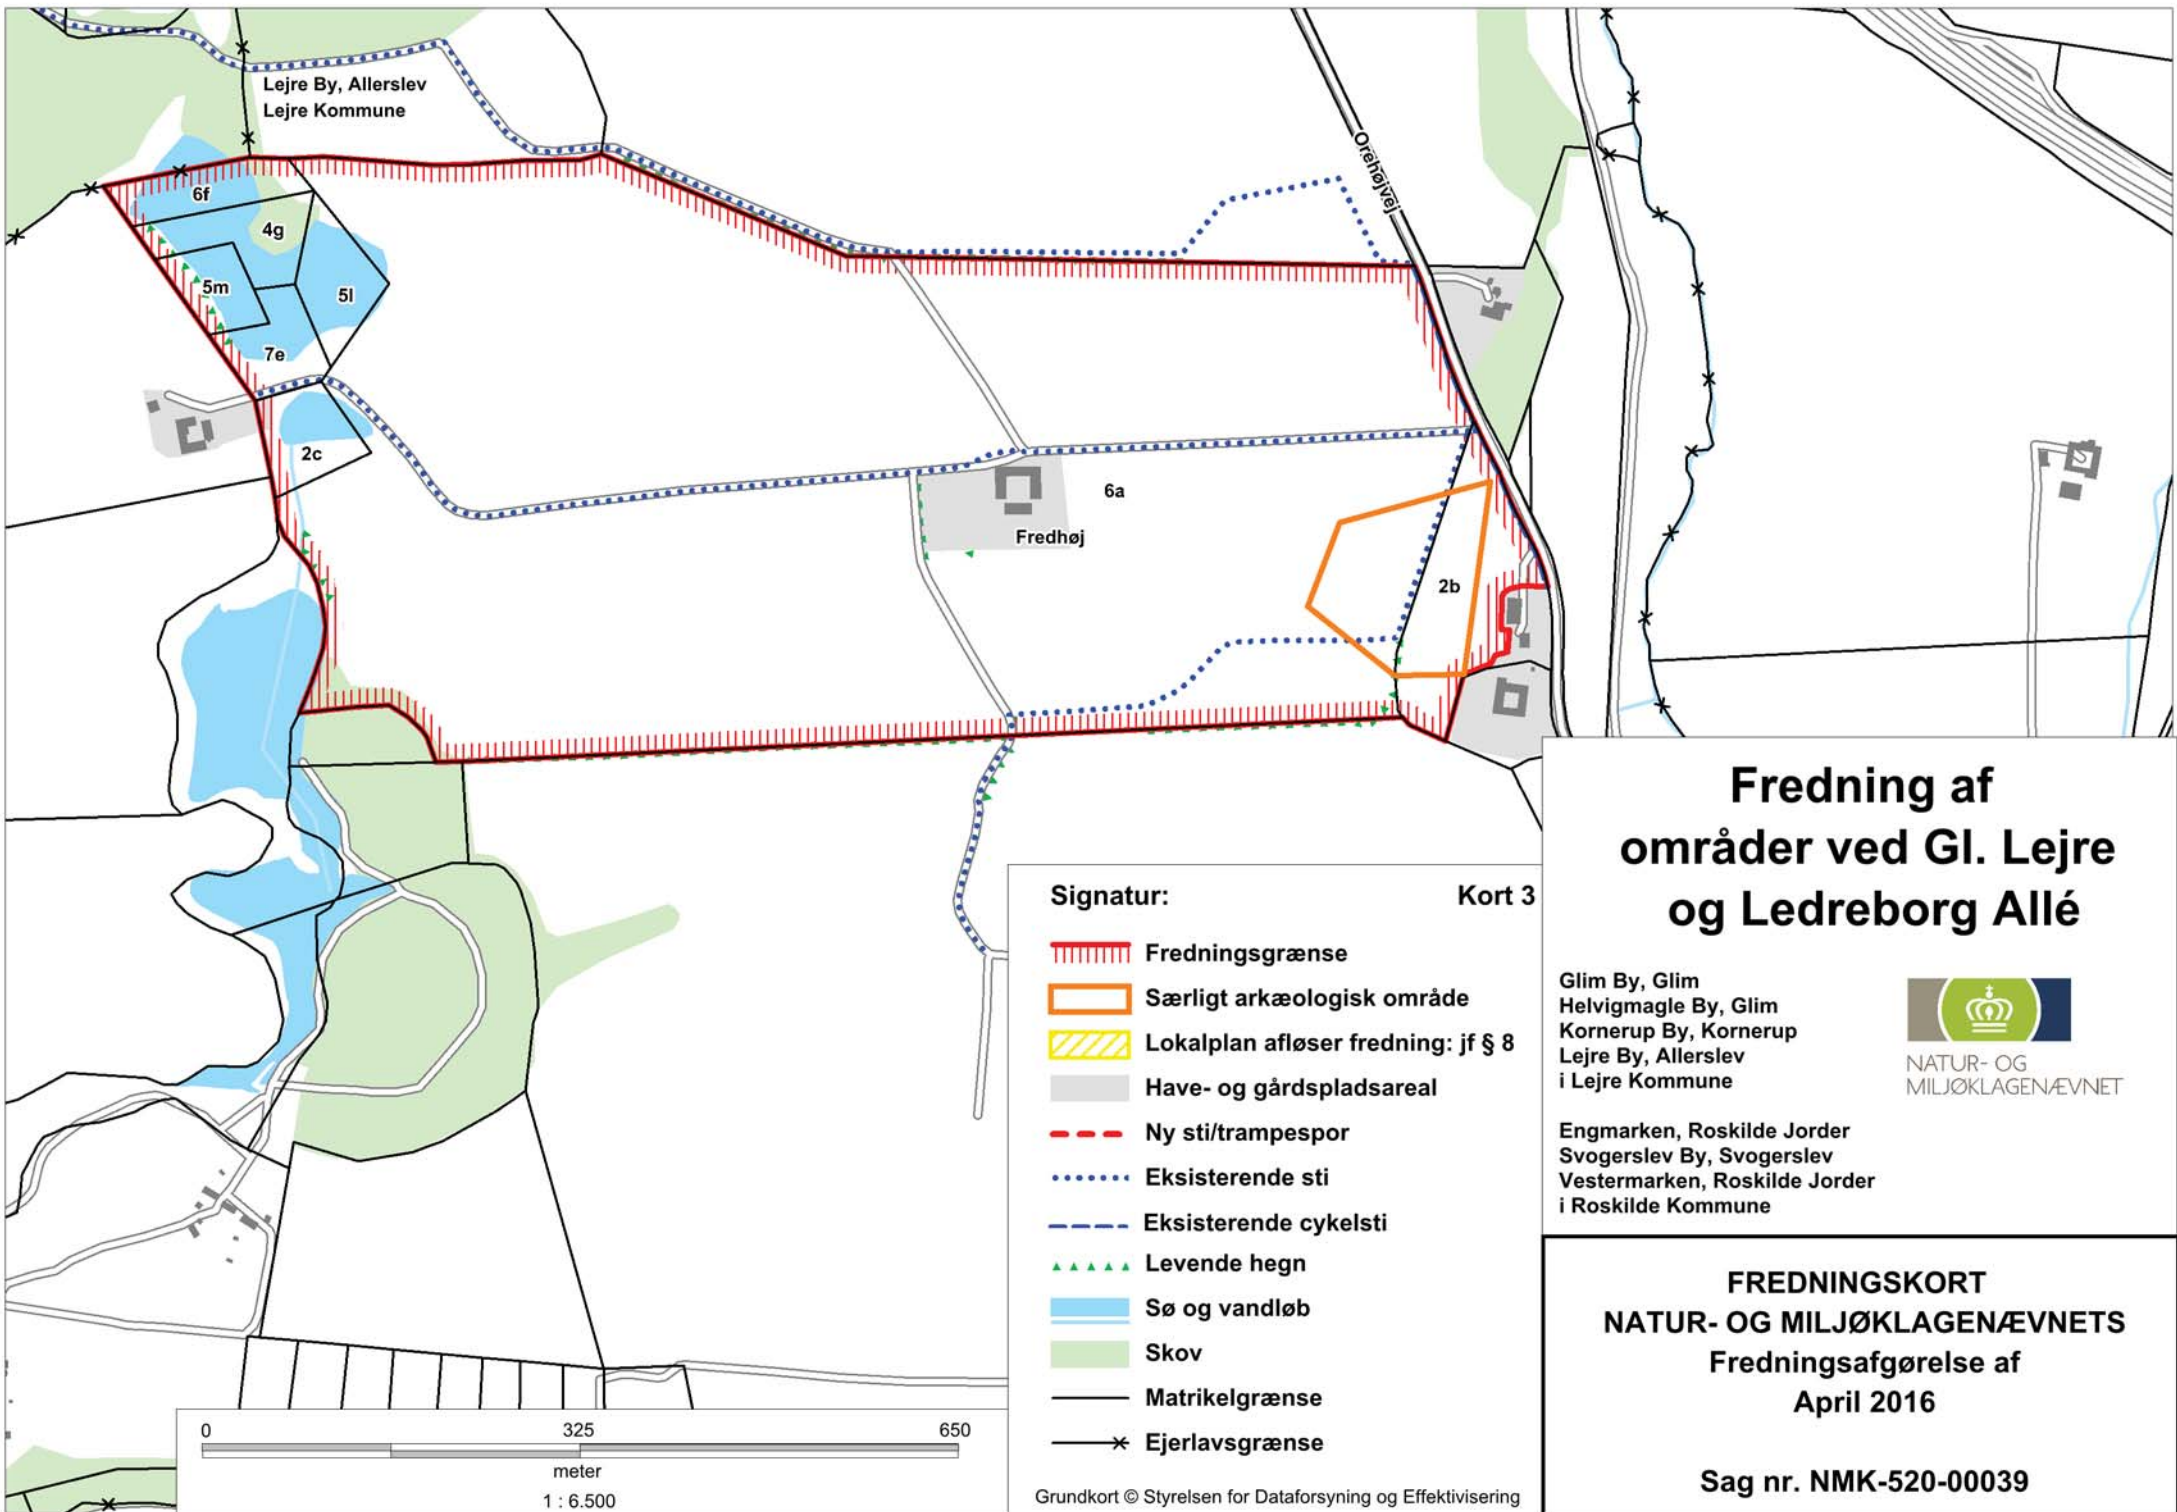 Lejre By, Allerslev
Lejre Kommune
Orehøjvej
6f
4g
5m
5l
7e
2c
6a
Fredhøj
2b
Fredning af
områder ved Gl. Lejre
og Ledreborg Allé
Glim By, Glim
Helvigmagle By, Glim
Kornerup By, Kornerup
Lejre By, Allerslev
i Lejre Kommune
Engmarken, Roskilde Jorder
Svogerslev By, Svogerslev
Vestermarken, Roskilde Jorder
i Roskilde Kommune
NATUR- OG
MILJØKLAGENÆVNET
Signatur: Kort 3
Fredningsgrænse
Særligt arkæologisk område
Lokalplan afløser fredning: jf § 8
Have- og gårdspladsareal
Ny sti/trampespor
Eksisterende sti
Eksisterende cykelsti
Levende hegn
Sø og vandløb
Skov
Matrikelgrænse
Ejerlavsgrænse
Grundkort © Styrelsen for Dataforsyning og Effektivisering
FREDNINGSKORT
NATUR- OG MILJØKLAGENÆVNETS
Fredningsafgørelse af
April 2016
Sag nr. NMK-520-00039
0 325 650
meter
1 : 6.500